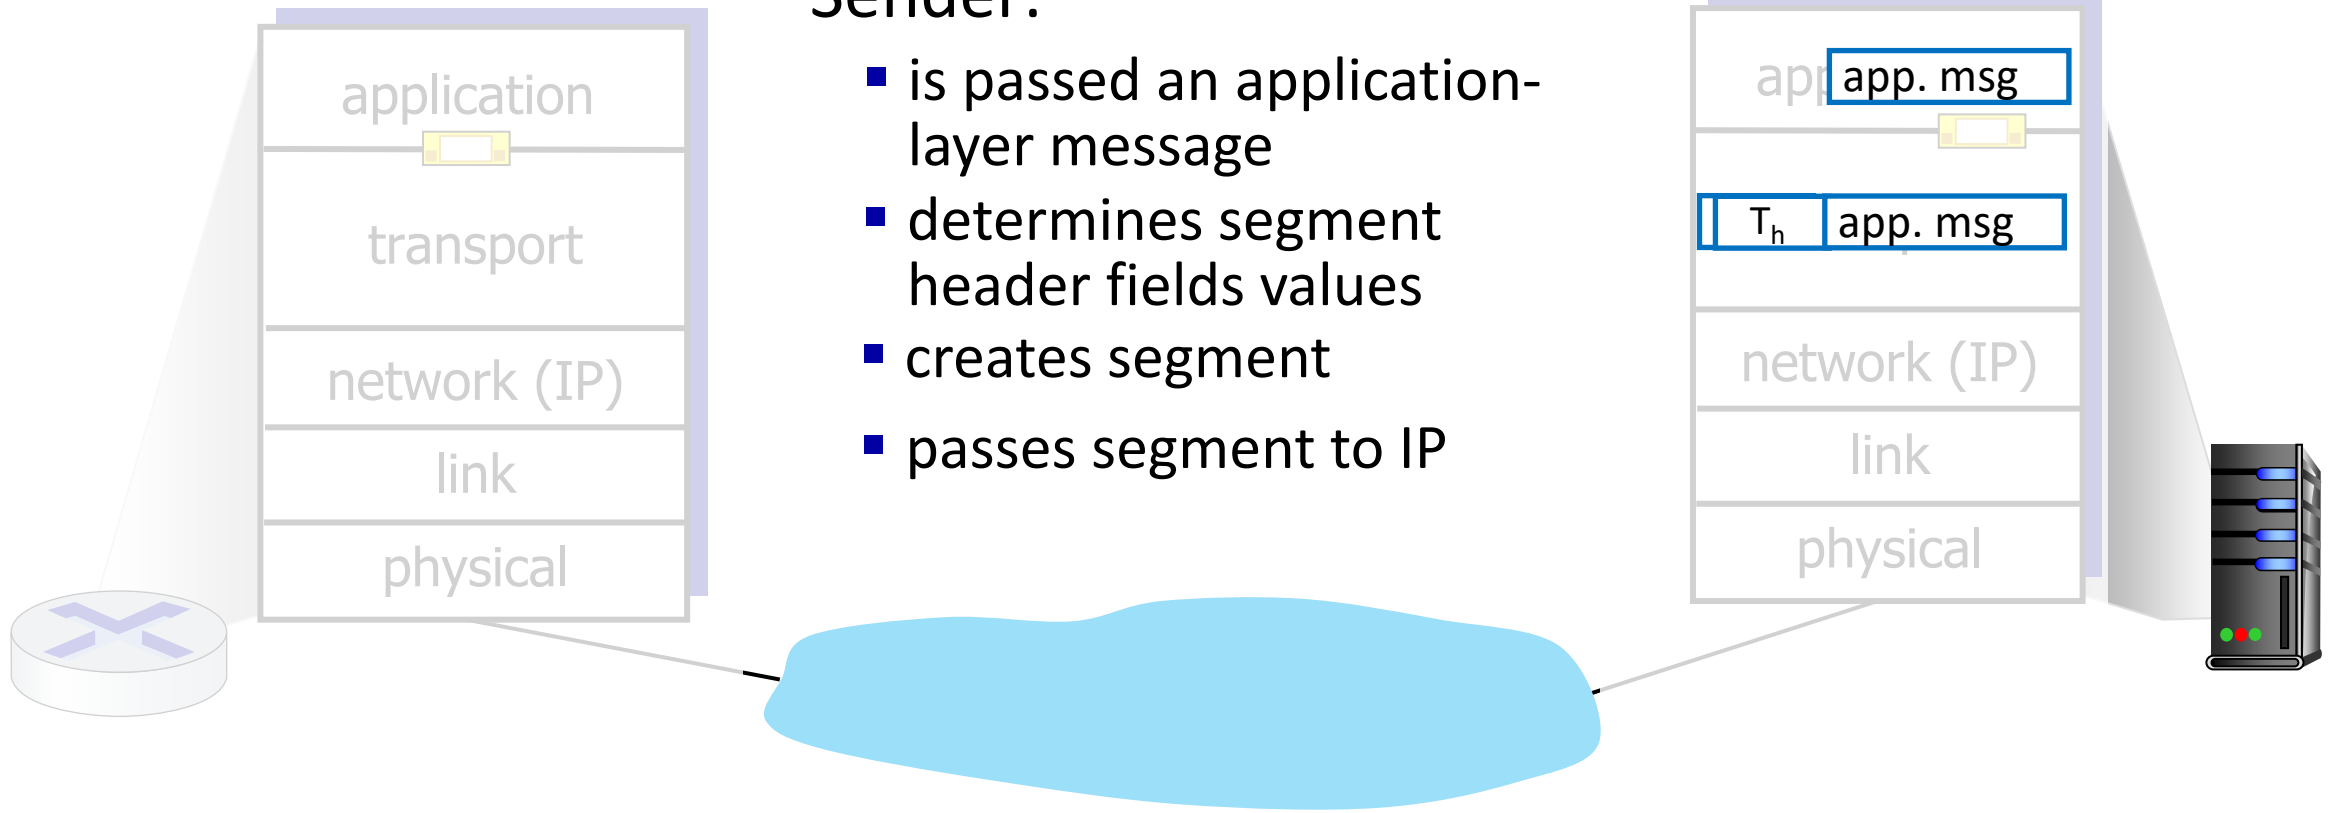 application
transport
network (IP)
link
physical
Sender:
is passed an application-
layer message
determines segment
header fields values
creates segment
passes segment to IP
app. msg
Th app. msg
network (IP)
link
physical